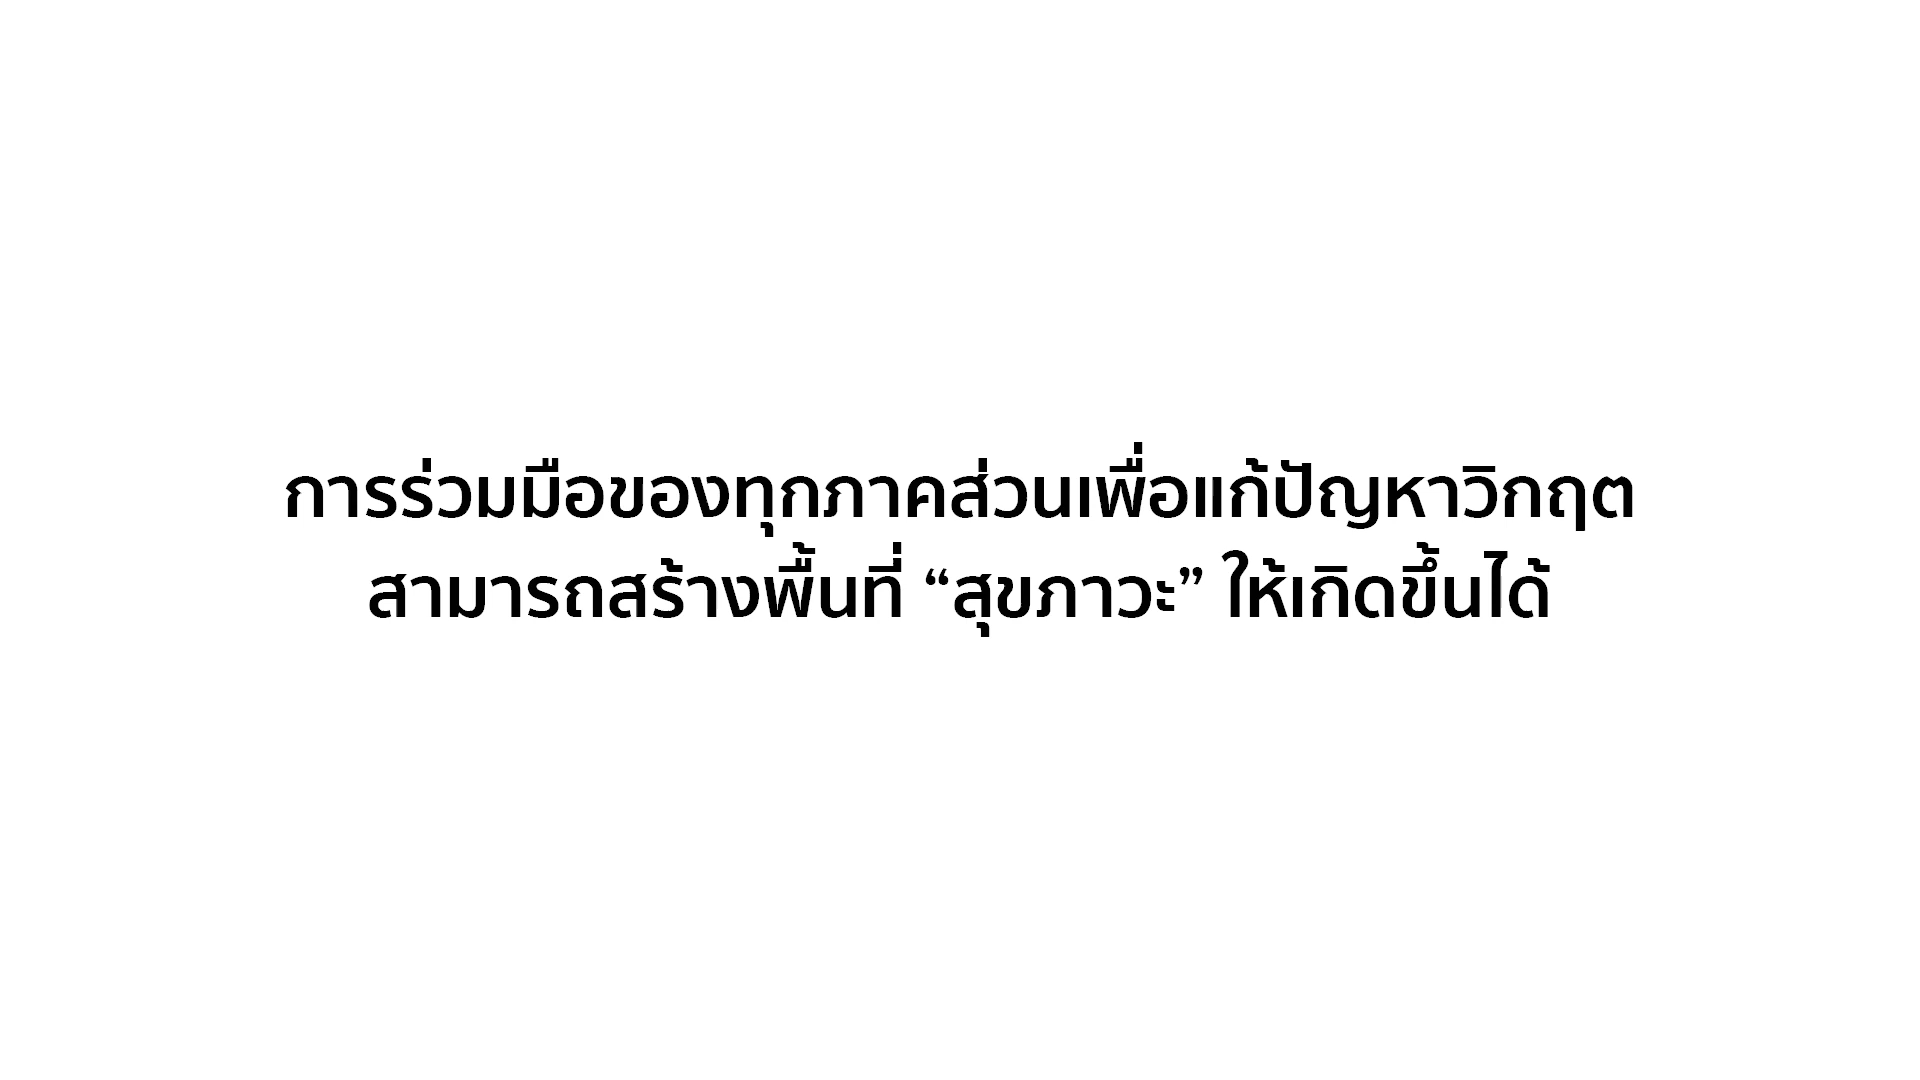 การร่วมมือของทุกภาคส่วนเพื่อแก้ปัญหาวิกฤต
สามารถสร้างพื้นที่ “สุขภาวะ” ให้เกิดขึ้นได้